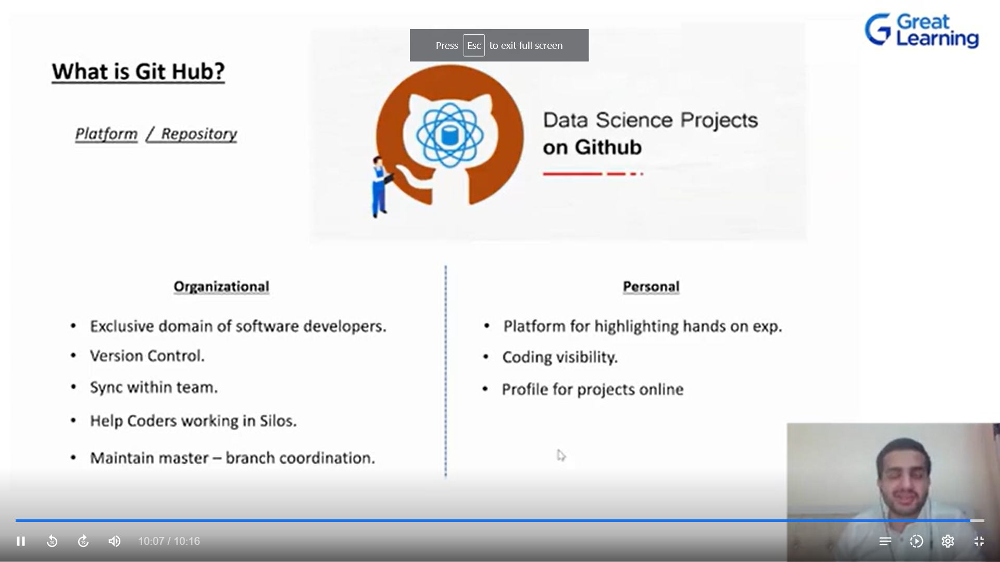 Great
Learning
Press Esc to exit full screen
What is Git Hub?
Platform / Repository
Data Science Projects
on Github
Organizational
• Exclusive domain of software developers.
• Version Control.
• Sync within team.
• Help Coders working in Silos.
• Maintain master – branch coordination.
Personal
• Platform for highlighting hands on exp.
• Coding visibility.
• Profile for projects online
10
10
10:07 / 10:16